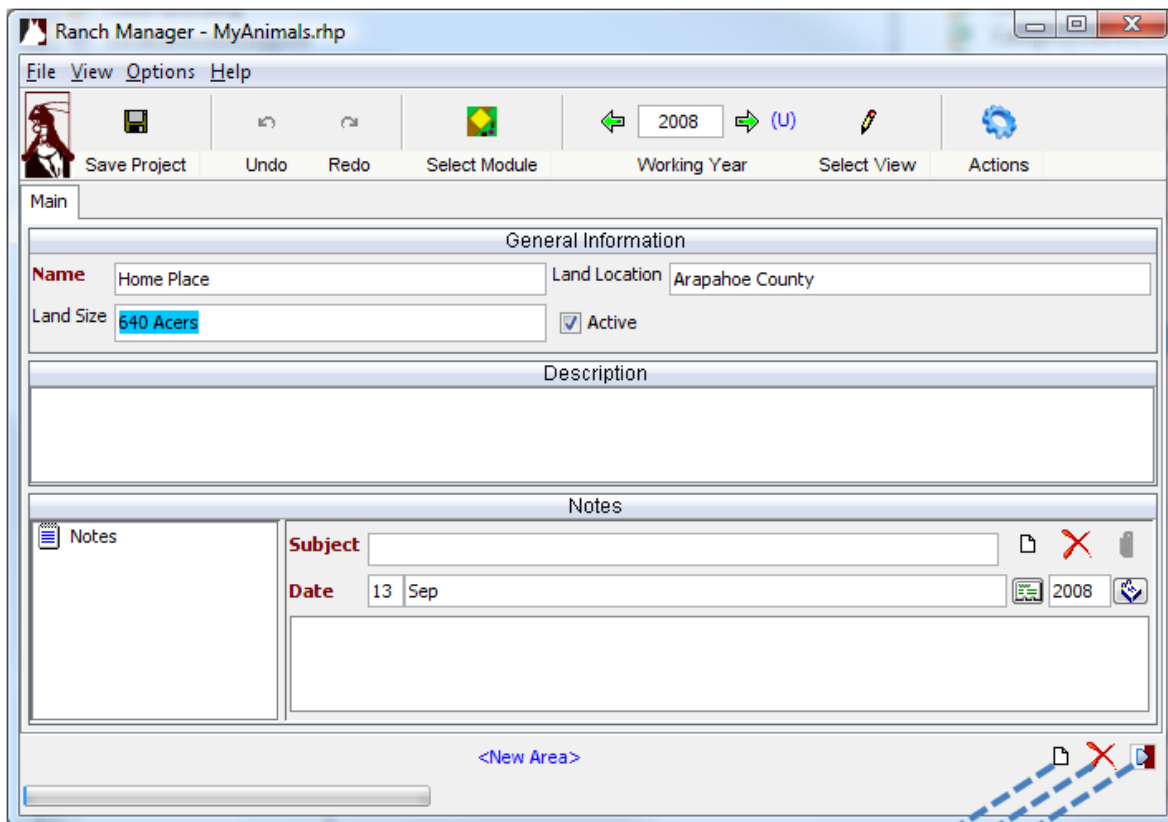 Ranch Manager - MyAnimals.rhp
File View Options Help
2008 (U)
Save Project Undo Redo Select Module Working Year Select View Actions
Main
General Information
Name Home Place Land Location Arapahoe County
Land Size 640 Acers Active
Description
Notes
Notes
Subject
Date 13 Sep 2008
<New Area>